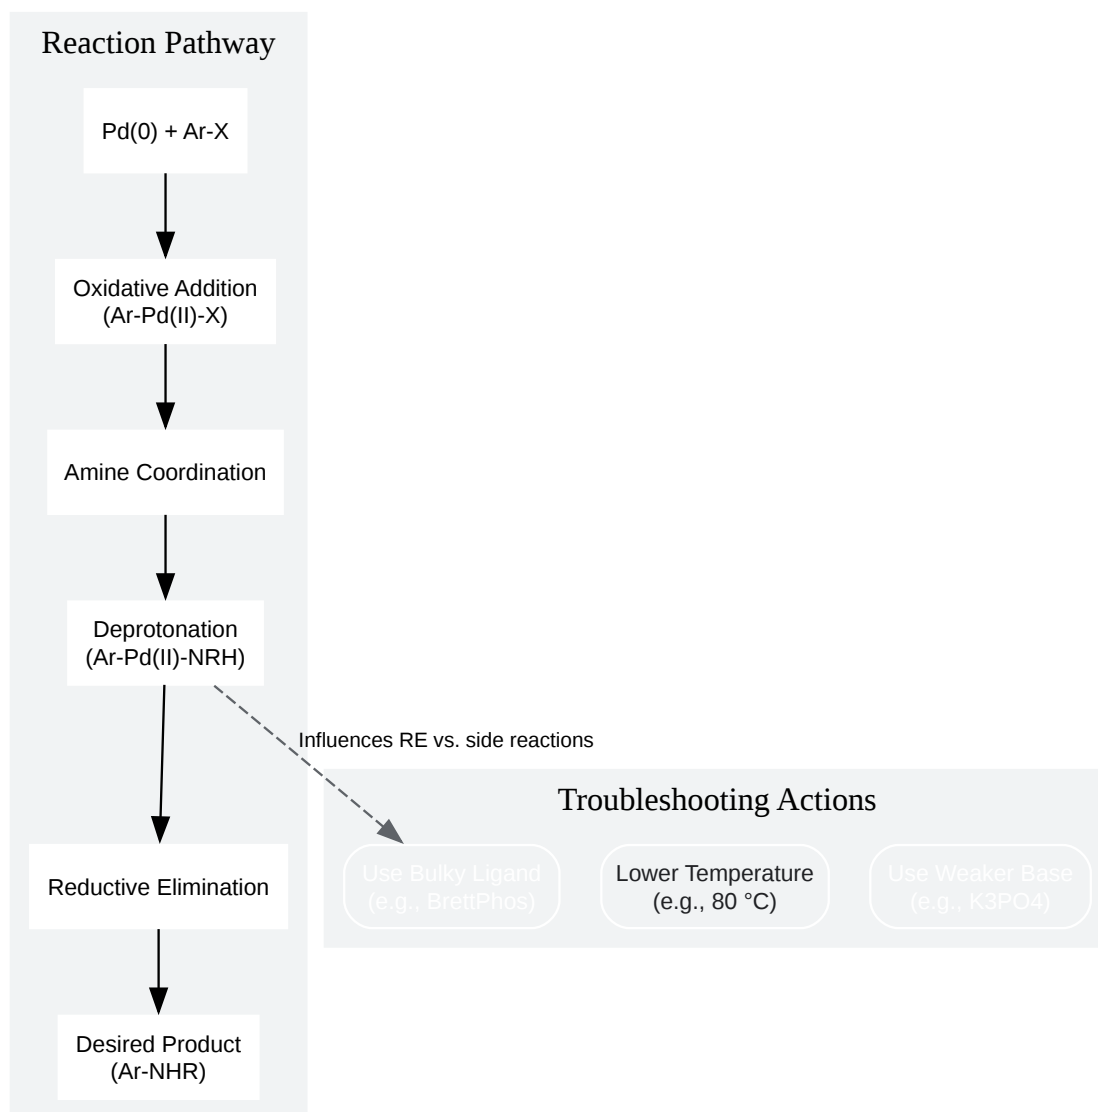 Reaction Pathway
Pd(0) + Ar-X
Oxidative Addition
(Ar-Pd(II)-X)
Amine Coordination
Deprotonation
(Ar-Pd(II)-NRH)
Influences RE vs. side reactions
Troubleshooting Actions
Use Bulky Ligand
(e.g., BrettPhos)
Lower Temperature
(e.g., 80 °C)
Use Weaker Base
(e.g., K3PO4)
Reductive Elimination
Desired Product
(Ar-NHR)